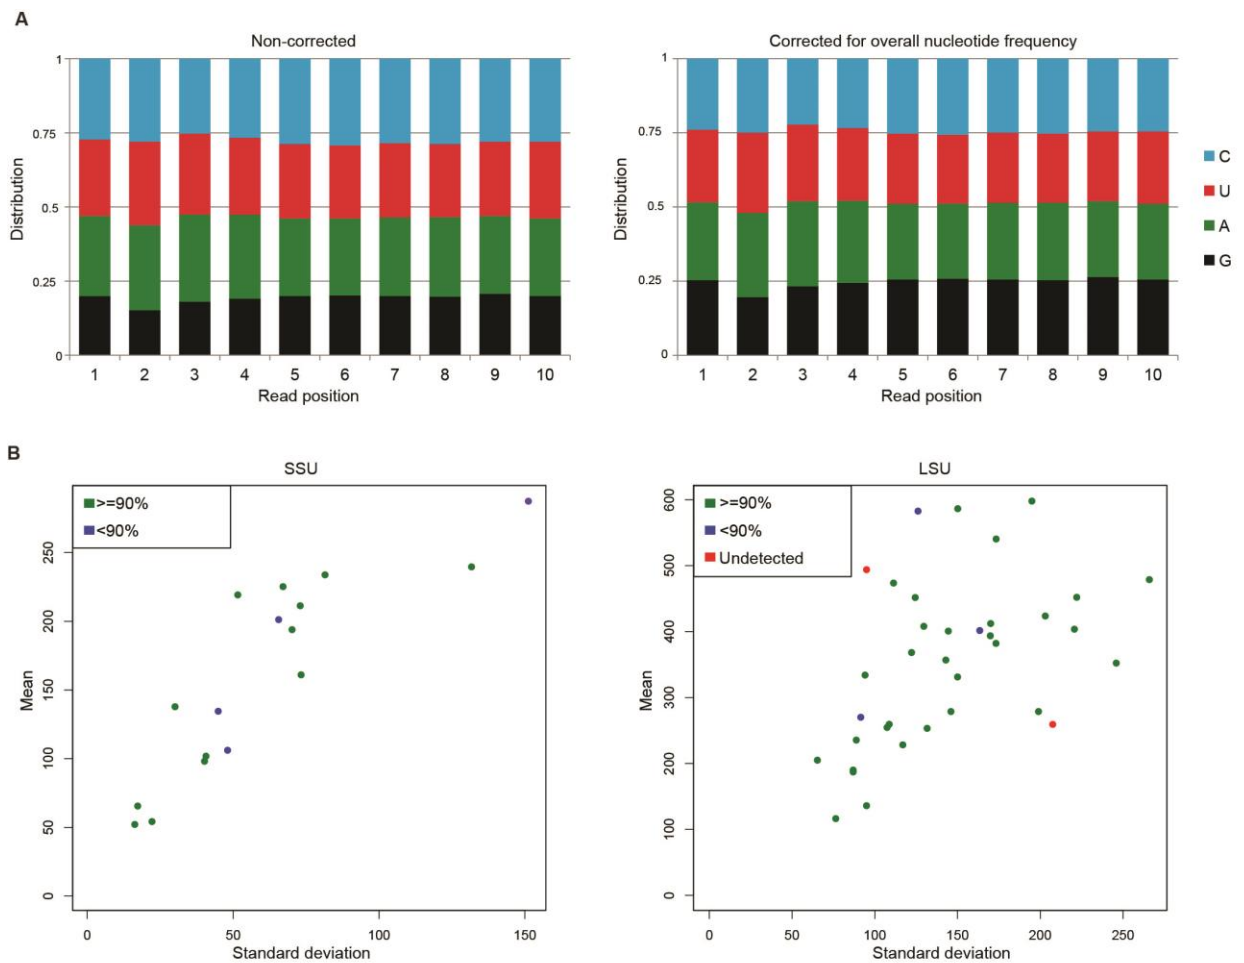 A
Non-corrected
Distribution
1
0.75
0.5
0.25
0
1 2 3 4 5 6 7 8 9 10
Read position
Corrected for overall nucleotide frequency
Distribution
1
0.75
0.5
0.25
0
1 2 3 4 5 6 7 8 9 10
Read position
C
U
A
G
B
SSU
>=90%
<90%
Mean
250
200
150
100
50
0
0 50 100 150
Standard deviation
LSU
>=90%
<90%
Undetected
Mean
600
500
400
300
200
100
0
0 50 100 150 200 250
Standard deviation